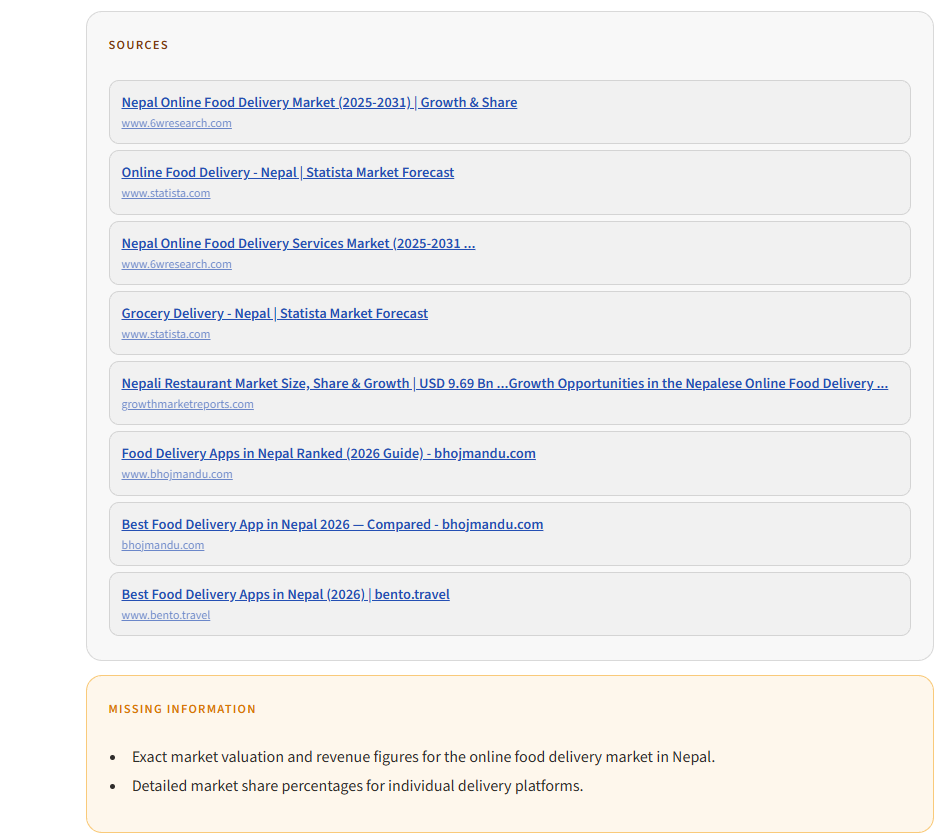 SOURCES
Nepal Online Food Delivery Market (2025-2031) | Growth & Share
www.6wresearch.com
Online Food Delivery - Nepal | Statista Market Forecast
www.statista.com
Nepal Online Food Delivery Services Market (2025-2031 ...
www.6wresearch.com
Grocery Delivery - Nepal | Statista Market Forecast
www.statista.com
Nepali Restaurant Market Size, Share & Growth | USD 9.69 Bn ...Growth Opportunities in the Nepalese Online Food Delivery ...
growthmarketreports.com
Food Delivery Apps in Nepal Ranked (2026 Guide) - bhojmandu.com
www.bhojmandu.com
Best Food Delivery App in Nepal 2026 — Compared - bhojmandu.com
bhojmandu.com
Best Food Delivery Apps in Nepal (2026) | bento.travel
www.bento.travel
MISSING INFORMATION
• Exact market valuation and revenue figures for the online food delivery market in Nepal.
• Detailed market share percentages for individual delivery platforms.